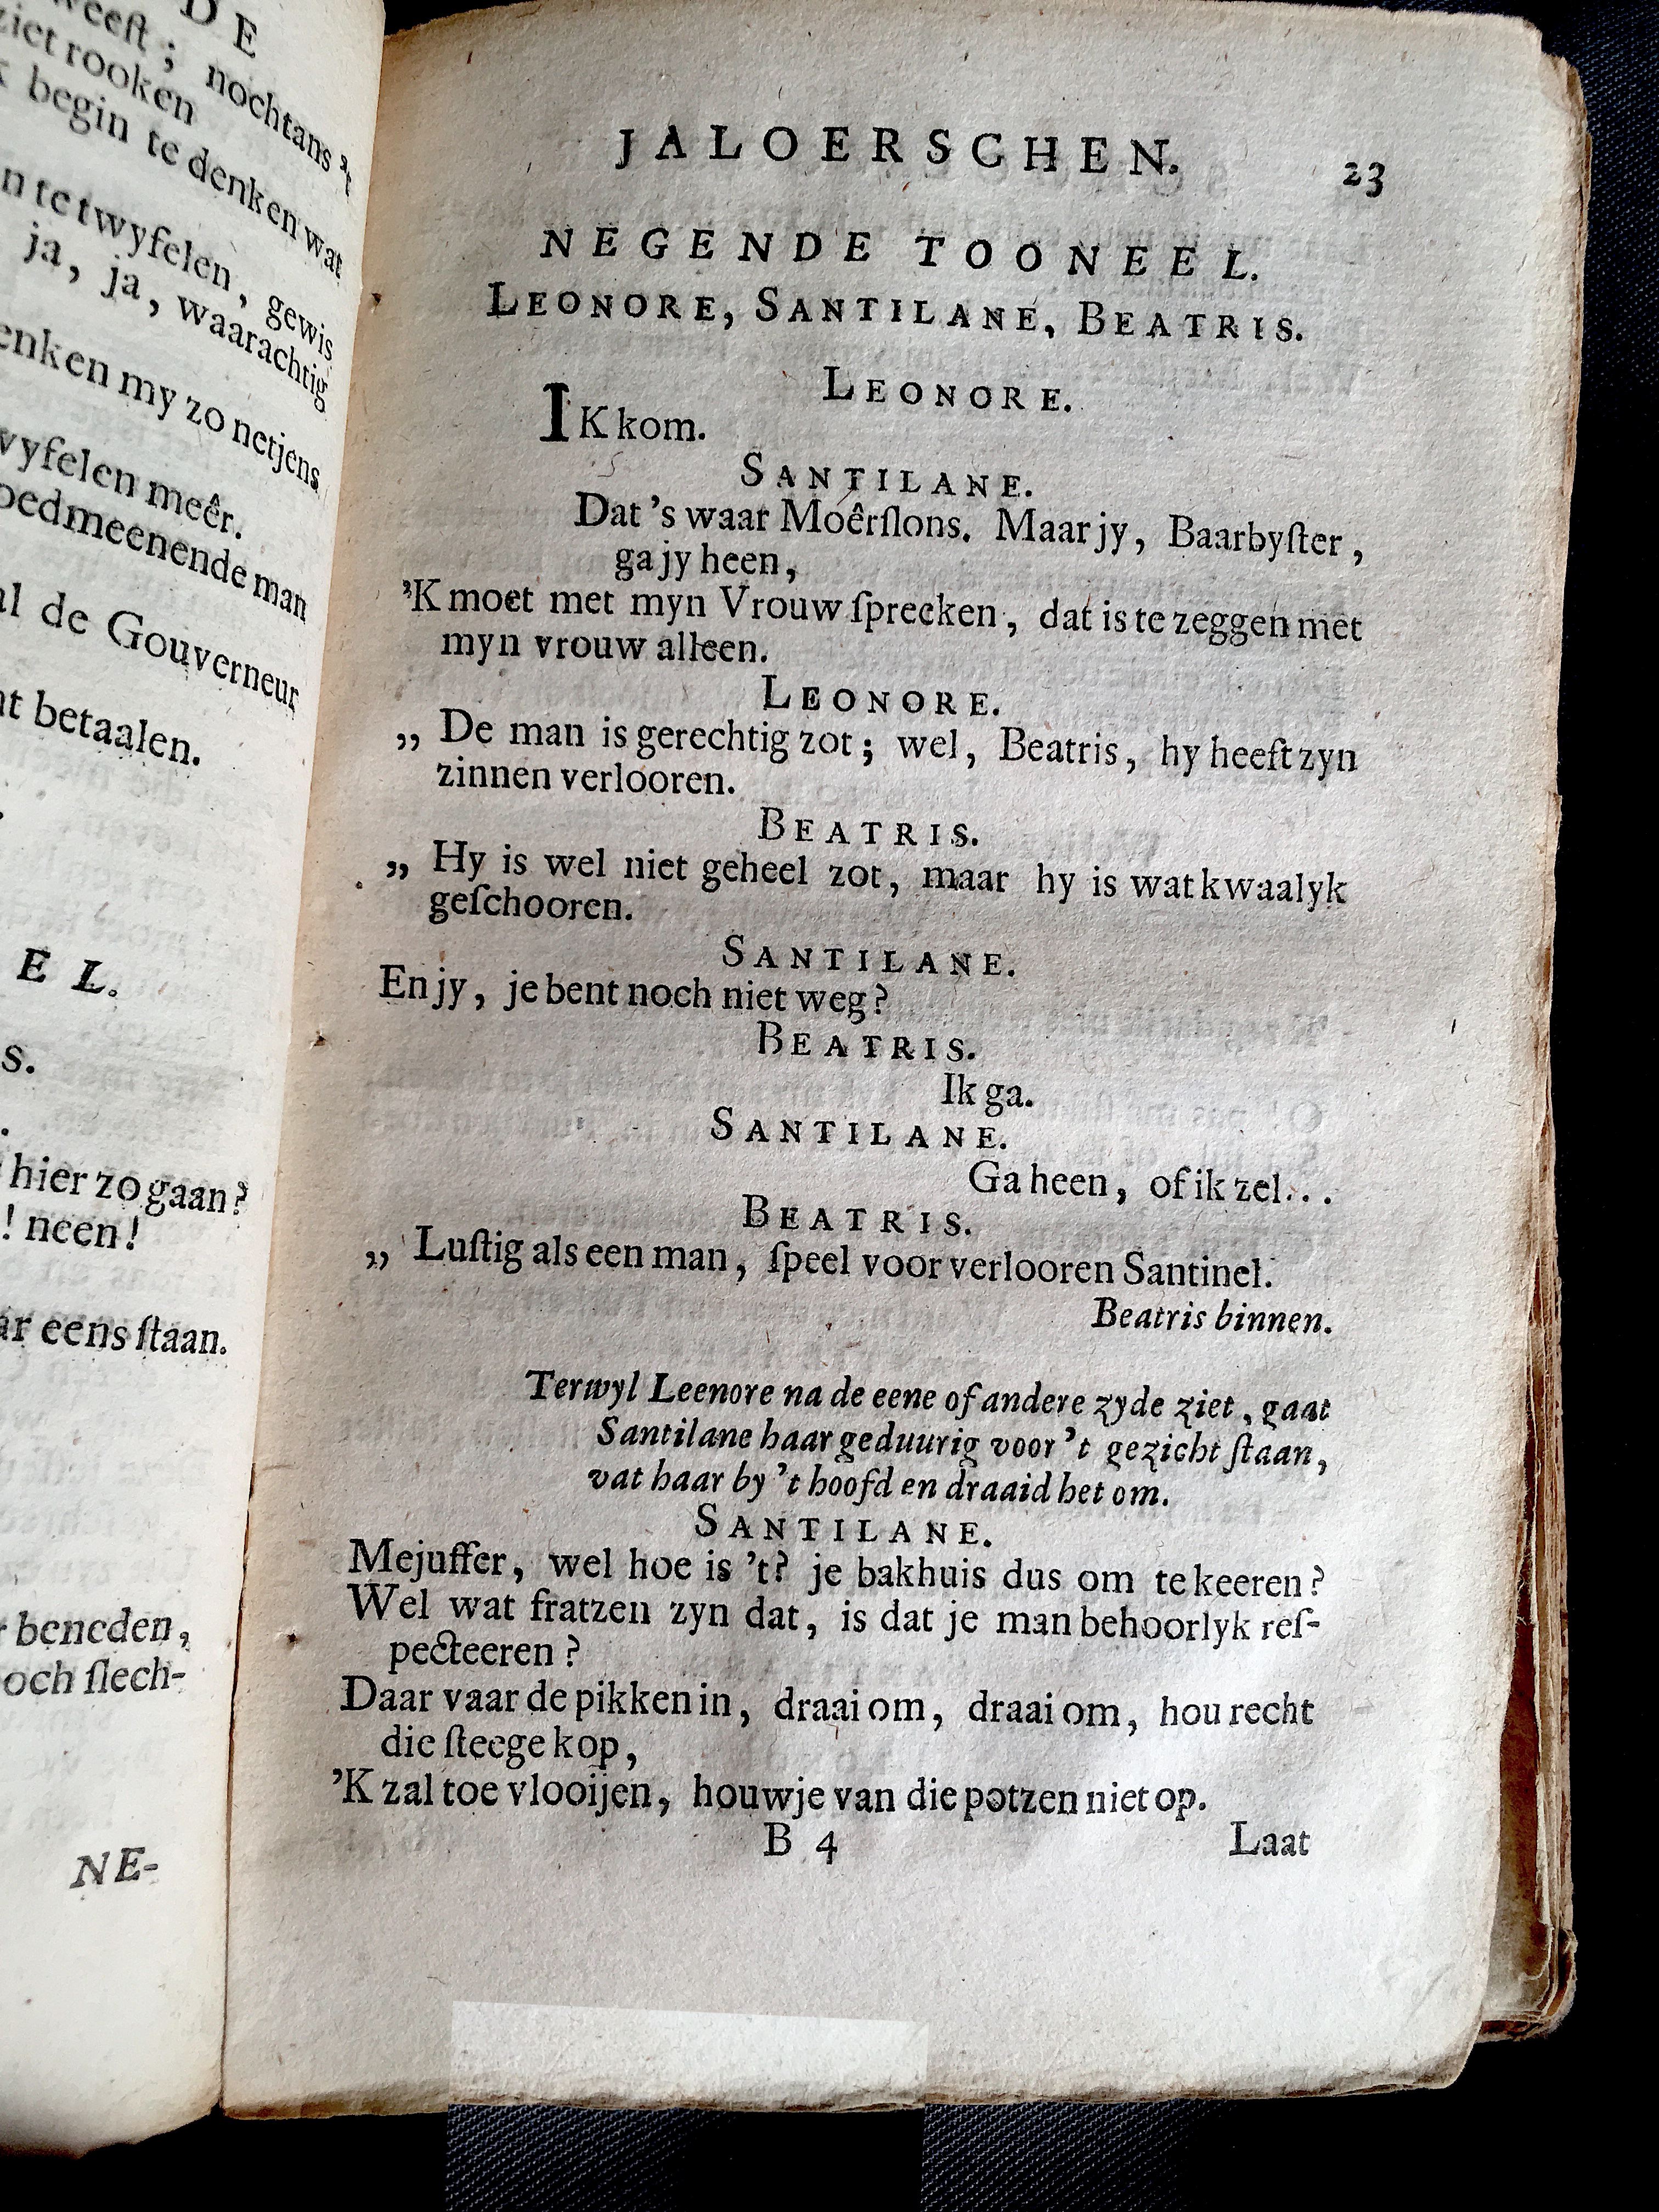 DE
weeſt; nochtans 't
ziet rooken
begin te denken wat
n te twyfelen, gewis
ja, ja, waarachtig
enken my zo netjens
wyfelen meêr.
oedmeenende man
al de Gouverneur
nt betaalen.
E L.
s.
hier zo gaan?
! neen!
ar eens ſtaan.
r beneden,
och ſlech-
NE-
JALOERSCHEN. 23
NEGENDE TOONEEL.
LEONORE, SANTILANE, BEATRIS.
LEONORE.
IK kom.
SANTILANE.
Dat 's waar Moêrſlons. Maar jy, Baarbyſter,
ga jy heen,
'K moet met myn Vrouw ſpreeken, dat is te zeggen met
myn vrouw alleen.
LEONORE.
„ De man is gerechtig zot; wel, Beatris, hy heeft zyn
zinnen verlooren.
BEATRIS.
„ Hy is wel niet geheel zot, maar hy is wat kwaalyk
geſchooren.
SANTILANE.
En jy, je bent noch niet weg?
BEATRIS.
Ik ga.
SANTILANE.
Ga heen, of ik zel...
BEATRIS.
„ Luſtig als een man, ſpeel voor verlooren Santinel.
Beatris binnen.
Terwyl Leenore na de eene of andere zyde ziet, gaat
Santilane haar geduurig voor 't gezicht ſtaan,
vat haar by 't hoofd en draaid het om.
SANTILANE.
Mejuffer, wel hoe is 't? je bakhuis dus om te keeren?
Wel wat fratzen zyn dat, is dat je man behoorlyk reſ-
pecteeren?
Daar vaar de pikken in, draai om, draai om, hou recht
die ſteege kop,
'K zal toe vlooijen, houwje van die potzen niet op.
B 4 Laat